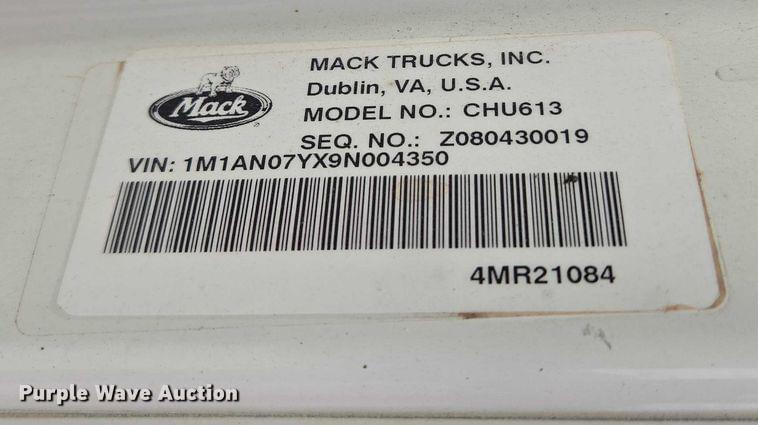 MACK TRUCKS, INC.
Dublin, VA, U.S.A.
MODEL NO.: CHU613
SEQ. NO.: Z080430019
Mack
VIN: 1M1AN07YX9N004350
4MR21084
Purple Wave Auction